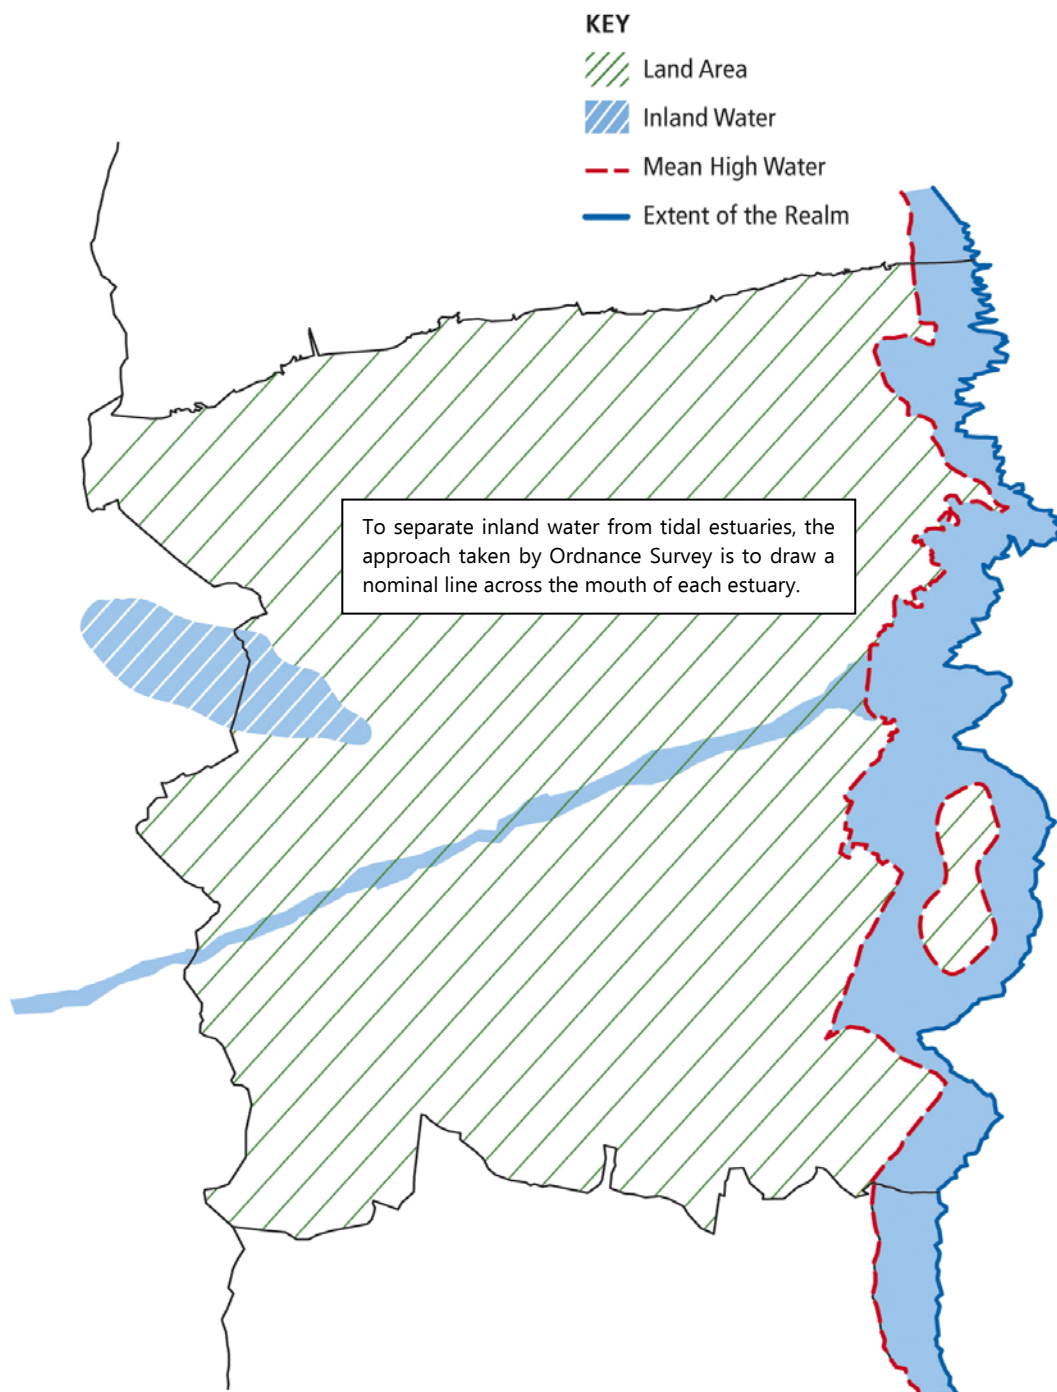 KEY
Land Area
Inland Water
Mean High Water
Extent of the Realm
To separate inland water from tidal estuaries, the
approach taken by Ordnance Survey is to draw a
nominal line across the mouth of each estuary.